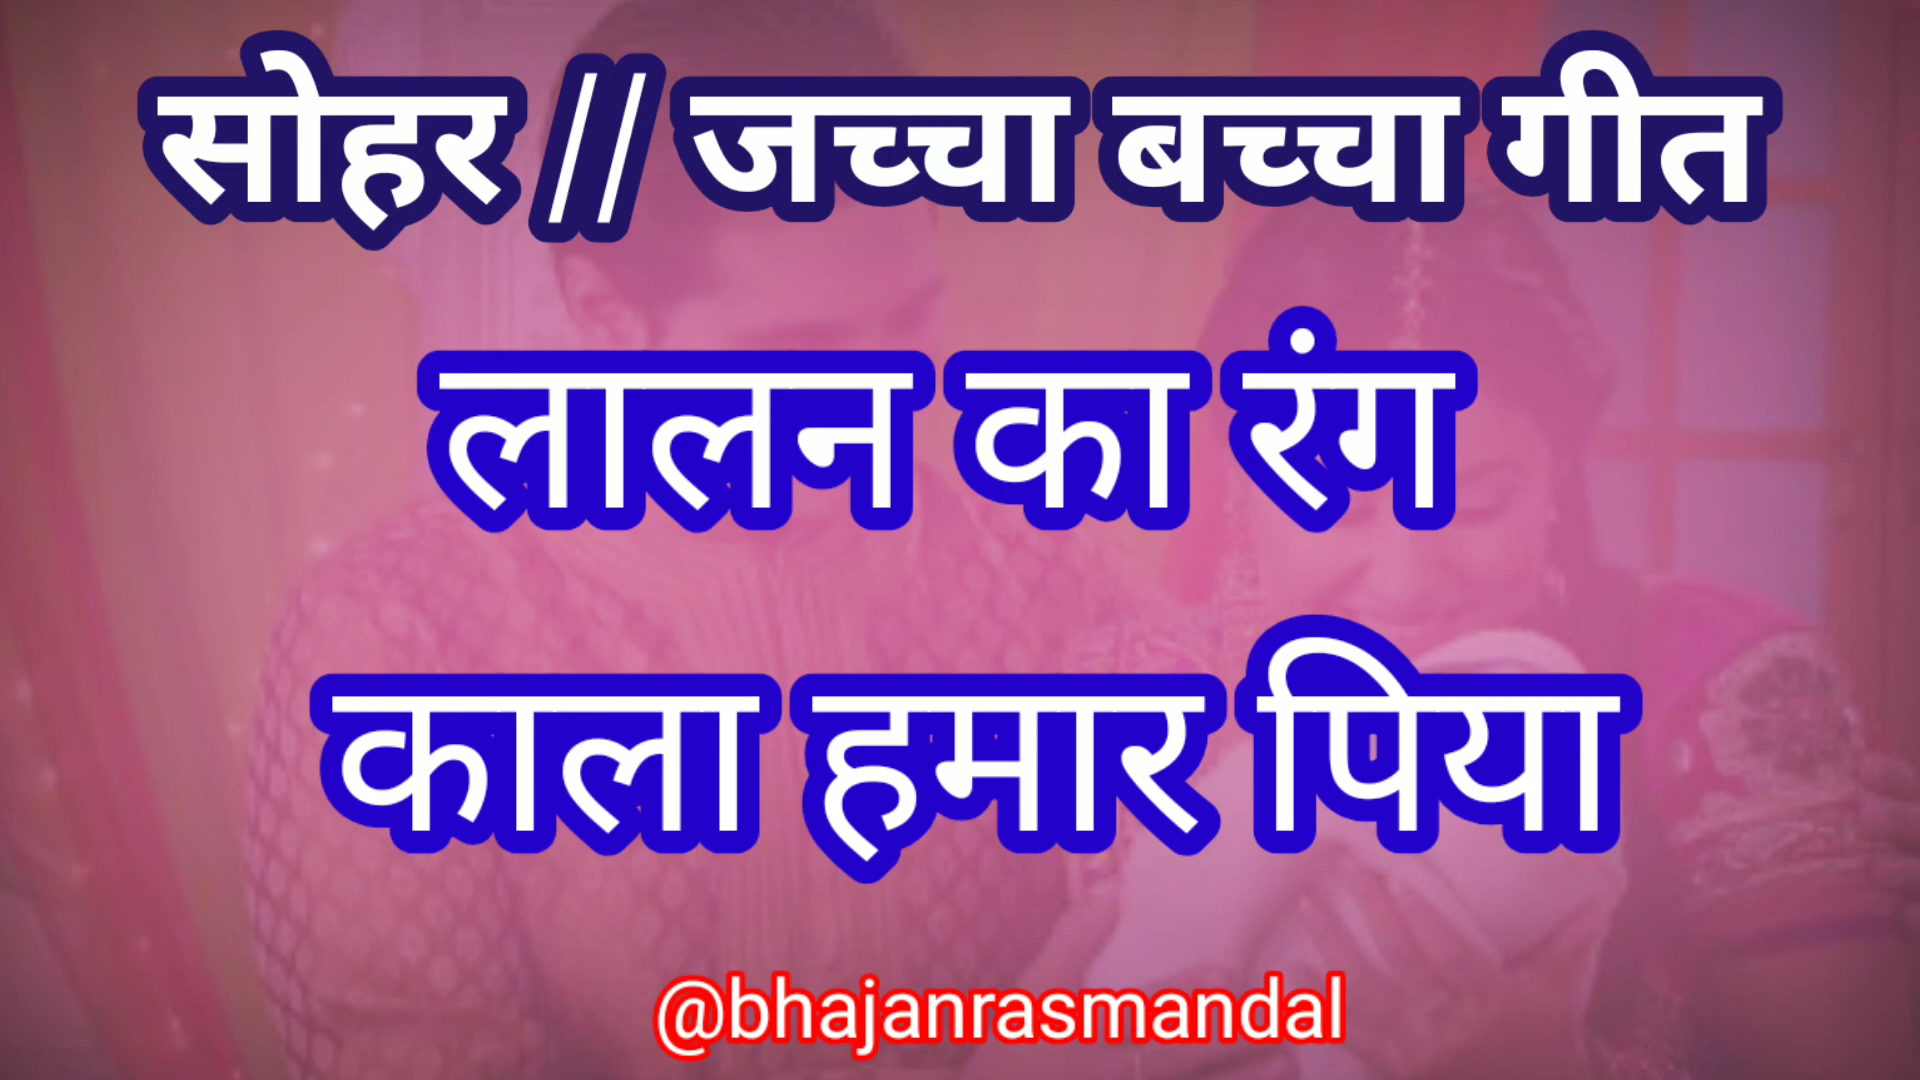 सोहर // जच्चा बच्चा गीत
लालन का रंग
काला हमार पिया
@bhajanrasmandal